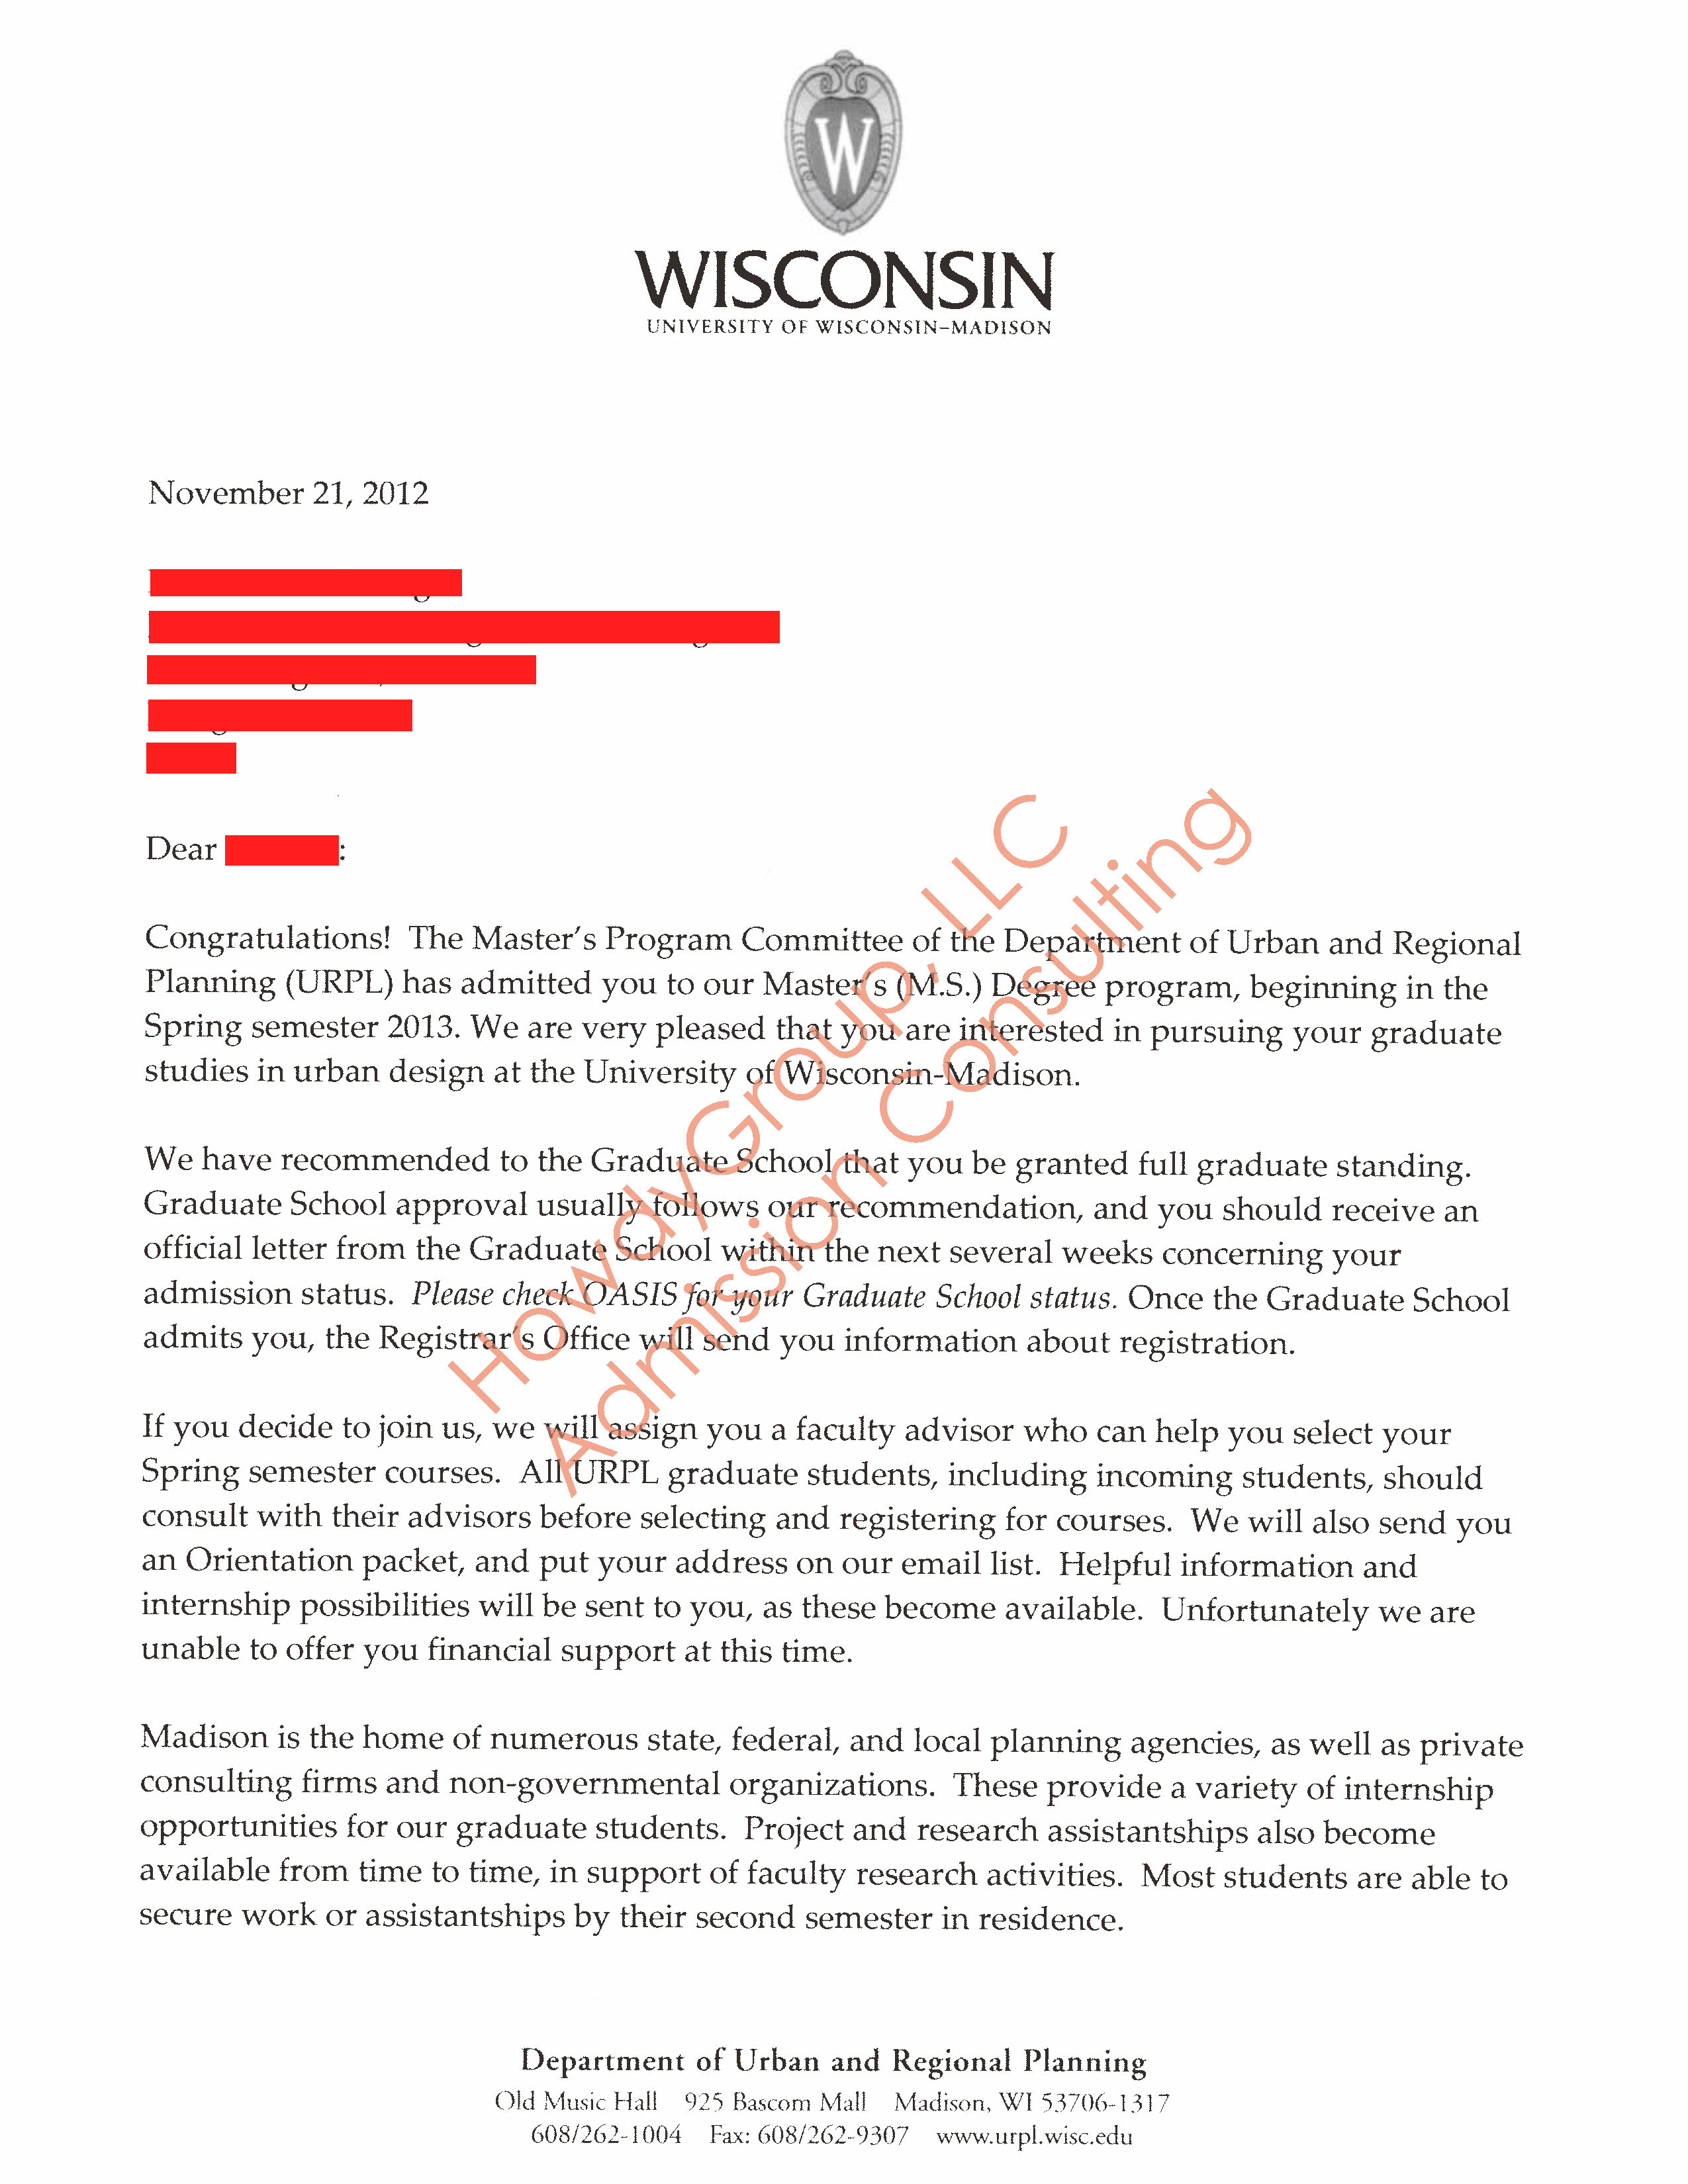 W
WISCONSIN
UNIVERSITY OF WISCONSIN–MADISON
November 21, 2012
Dear :
Congratulations!  The Master's Program Committee of the Department of Urban and Regional
Planning (URPL) has admitted you to our Master's (M.S.) Degree program, beginning in the
Spring semester 2013. We are very pleased that you are interested in pursuing your graduate
studies in urban design at the University of Wisconsin-Madison.
We have recommended to the Graduate School that you be granted full graduate standing.
Graduate School approval usually follows our recommendation, and you should receive an
official letter from the Graduate School within the next several weeks concerning your
admission status.  Please check OASIS for your Graduate School status. Once the Graduate School
admits you, the Registrar's Office will send you information about registration.
If you decide to join us, we will assign you a faculty advisor who can help you select your
Spring semester courses.  All URPL graduate students, including incoming students, should
consult with their advisors before selecting and registering for courses.  We will also send you
an Orientation packet, and put your address on our email list.  Helpful information and
internship possibilities will be sent to you, as these become available.  Unfortunately we are
unable to offer you financial support at this time.
Madison is the home of numerous state, federal, and local planning agencies, as well as private
consulting firms and non-governmental organizations.  These provide a variety of internship
opportunities for our graduate students.  Project and research assistantships also become
available from time to time, in support of faculty research activities.  Most students are able to
secure work or assistantships by their second semester in residence.
HowdyGroup, LLC
Admission Consulting
Department of Urban and Regional Planning
Old Music Hall   925 Bascom Mall   Madison, WI 53706-1317
608/262-1004   Fax: 608/262-9307   www.urpl.wisc.edu